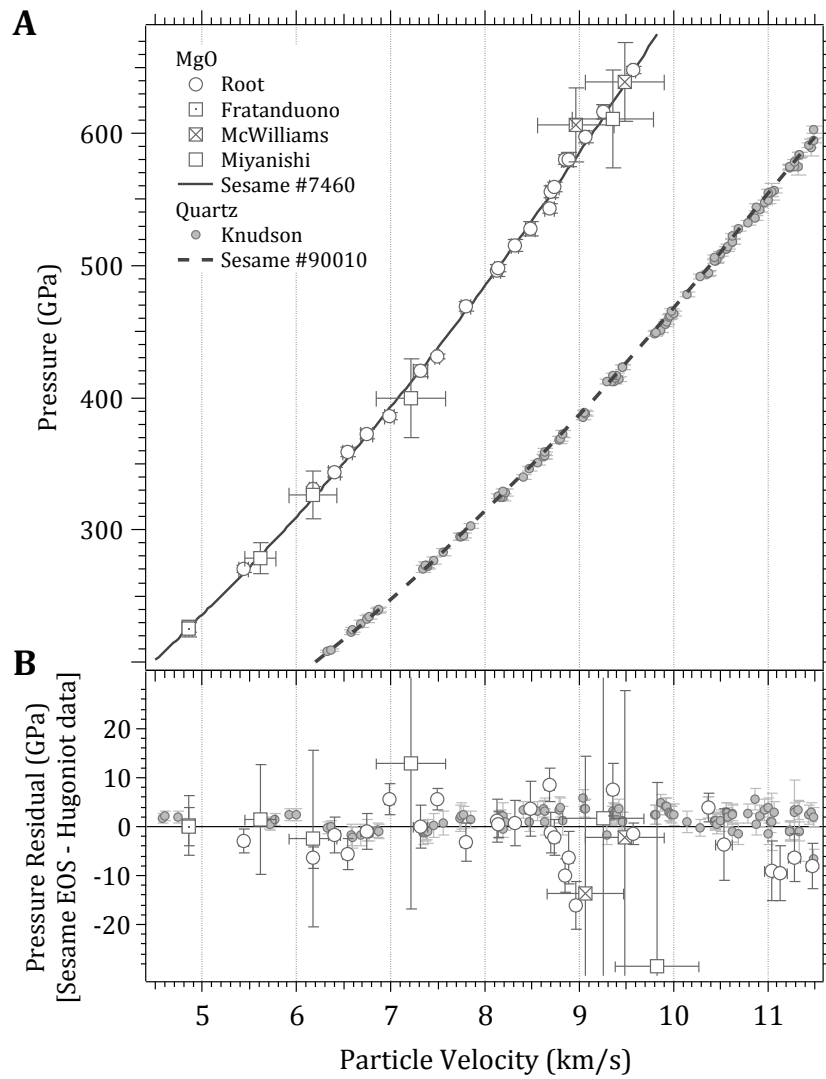 A
MgO
Root
Fratanduono
McWilliams
Miyanishi
Sesame #7460
Quartz
Knudson
Sesame #90010
600
500
400
300
Pressure (GPa)
B
20
10
0
-10
-20
Pressure Residual (GPa)
[Sesame EOS - Hugoniot data]
5 6 7 8 9 10 11
Particle Velocity (km/s)